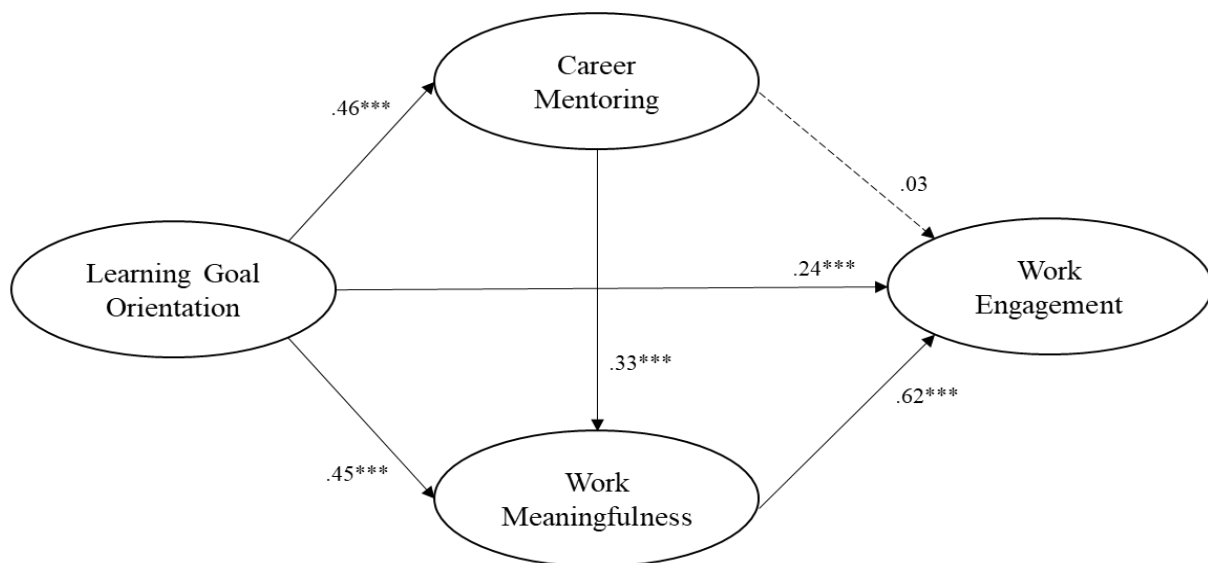 Career
Mentoring
.46***
.03
Learning Goal
Orientation
.24***
Work
Engagement
.33***
.62***
.45***
Work
Meaningfulness